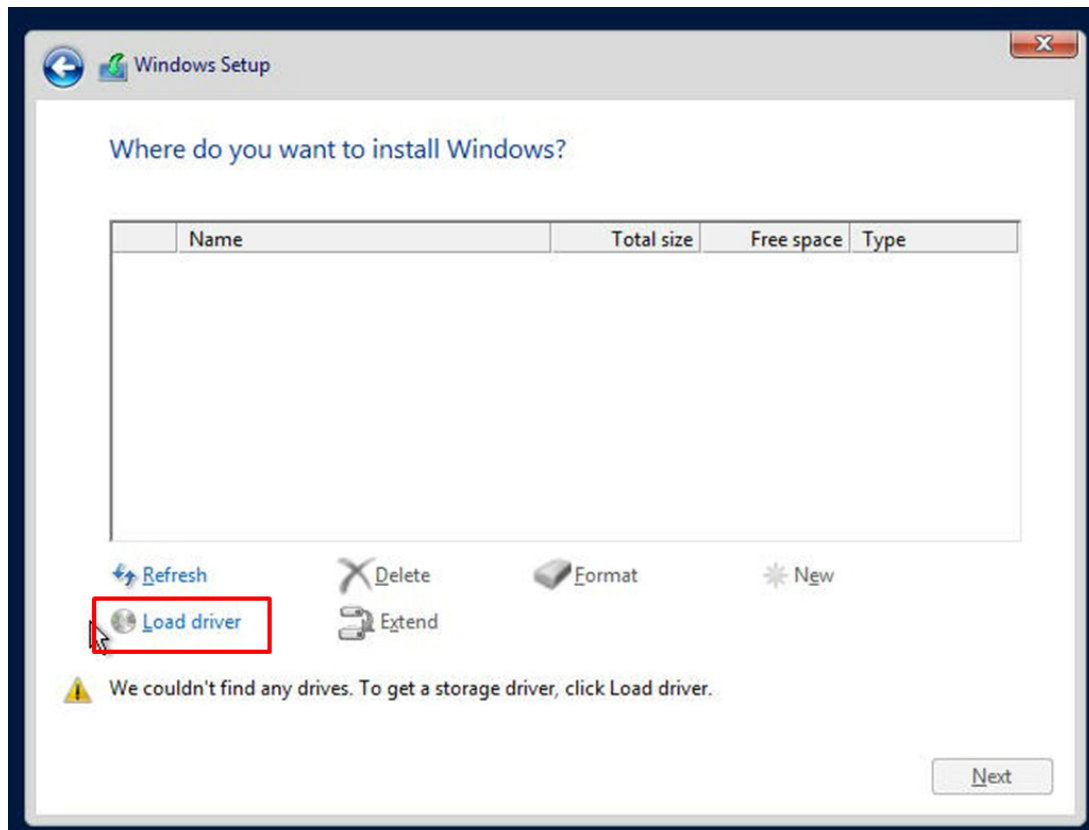 Windows Setup
Where do you want to install Windows?
Name Total size Free space Type
Refresh Delete Format New
Load driver Extend
We couldn't find any drives. To get a storage driver, click Load driver.
Next